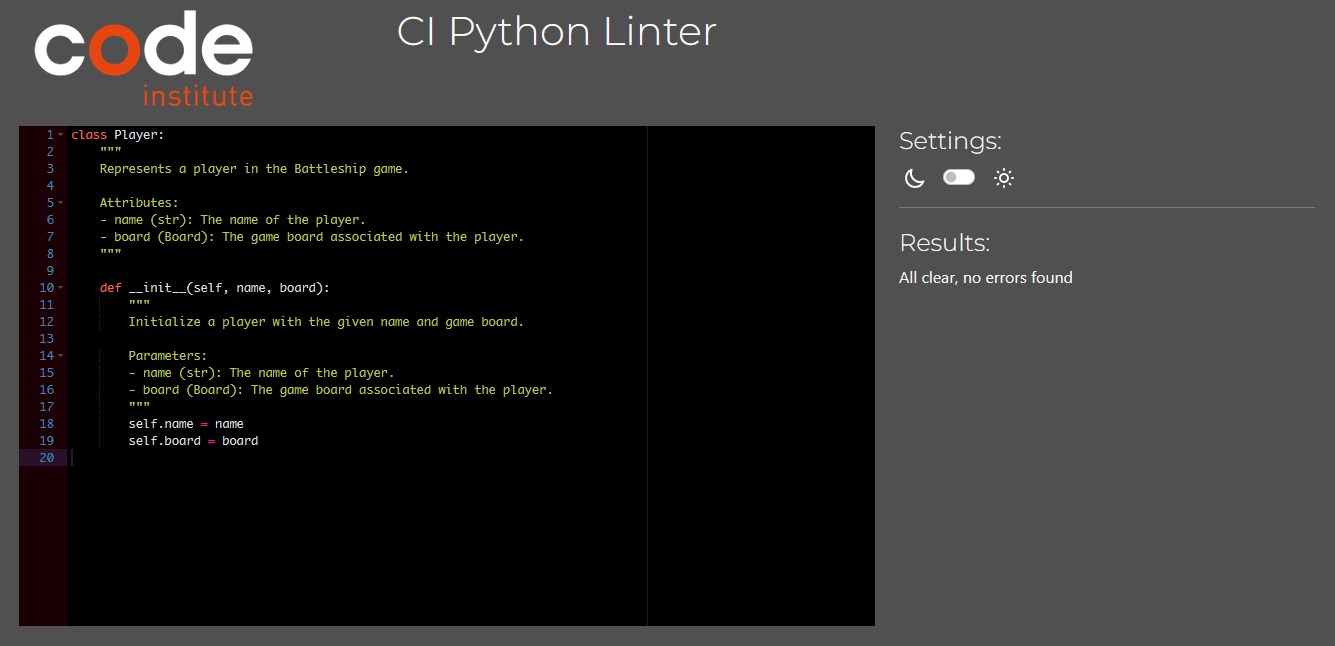 code
institute
CI Python Linter
1 class Player:
2     """
3     Represents a player in the Battleship game.
4
5     Attributes:
6     - name (str): The name of the player.
7     - board (Board): The game board associated with the player.
8     """
9
10     def __init__(self, name, board):
11         """
12         Initialize a player with the given name and game board.
13
14         Parameters:
15         - name (str): The name of the player.
16         - board (Board): The game board associated with the player.
17         """
18         self.name = name
19         self.board = board
20
Settings:
Results:
All clear, no errors found